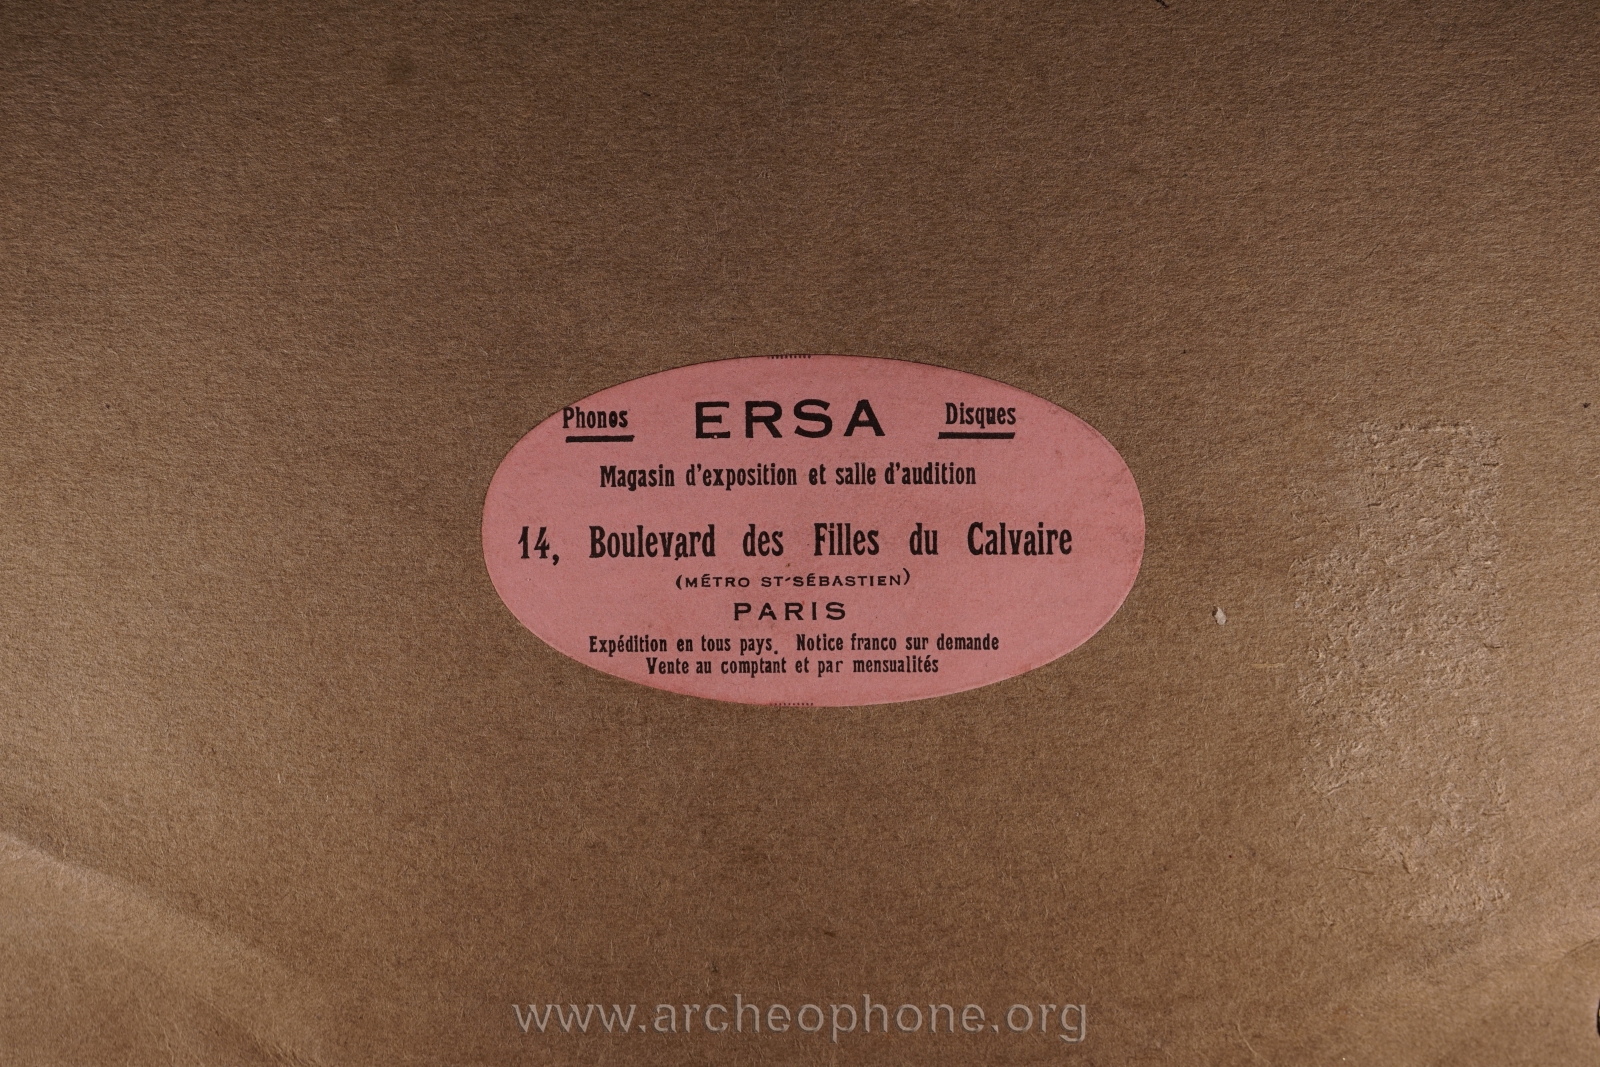 Phonos ERSA Disques
Magasin d'exposition et salle d'audition
14, Boulevard des Filles du Calvaire
(MÉTRO ST-SÉBASTIEN)
PARIS
Expédition en tous pays. Notice franco sur demande
Vente au comptant et par mensualités
www.archeophone.org